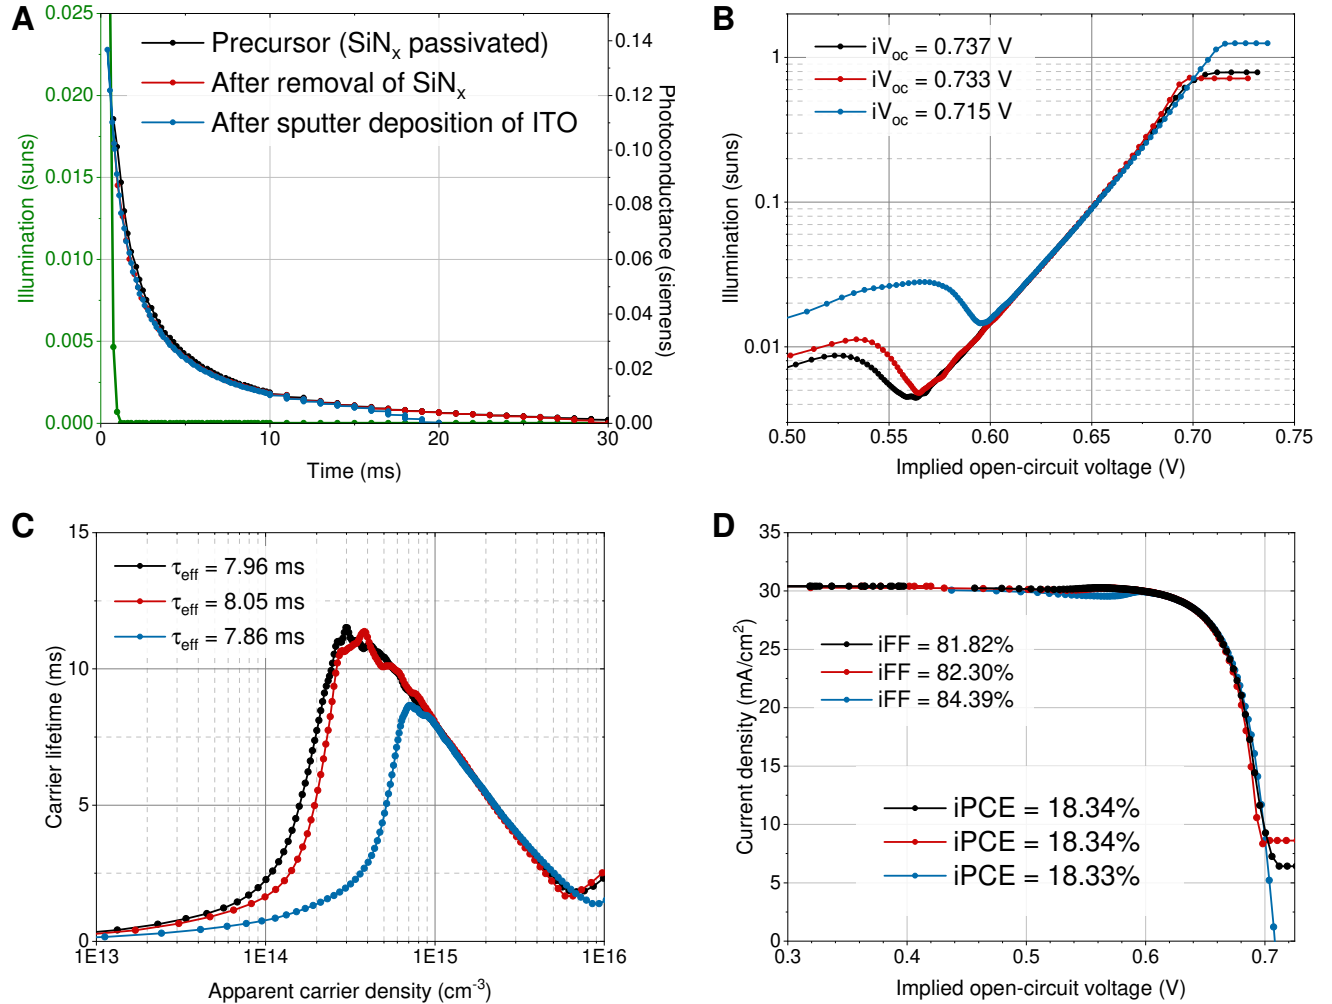 A
Precursor (SiNx passivated)
After removal of SiNx
After sputter deposition of ITO
0.025
0.020
0.015
0.010
0.005
0.000
Illumination (suns)
0.14
0.12
0.10
0.08
0.06
0.04
0.02
0.00
Photoconductance (siemens)
0
10
20
30
Time (ms)
B
iVoc = 0.737 V
iVoc = 0.733 V
iVoc = 0.715 V
1
0.1
0.01
Illumination (suns)
0.50
0.55
0.60
0.65
0.70
0.75
Implied open-circuit voltage (V)
C
τeff = 7.96 ms
τeff = 8.05 ms
τeff = 7.86 ms
15
10
5
0
Carrier lifetime (ms)
1E13
1E14
1E15
1E16
Apparent carrier density (cm⁻³)
D
iFF = 81.82%
iFF = 82.30%
iFF = 84.39%
iPCE = 18.34%
iPCE = 18.34%
iPCE = 18.33%
35
30
25
20
15
10
5
0
Current density (mA/cm²)
0.3
0.4
0.5
0.6
0.7
Implied open-circuit voltage (V)